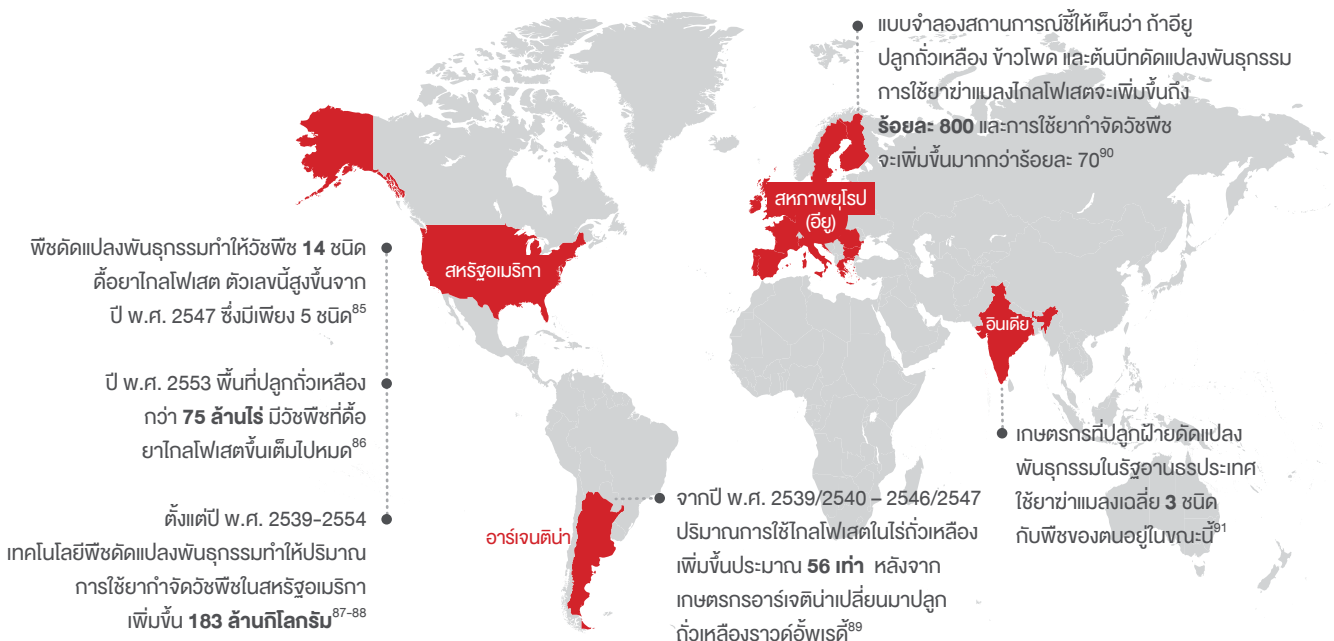 แบบจำลองสถานการณ์ชี้ให้เห็นว่า ถ้าอียู
ปลูกถั่วเหลือง ข้าวโพด และต้นบีทดัดแปลงพันธุกรรม
การใช้ยาฆ่าแมลงไกลโฟเสตจะเพิ่มขึ้นถึง
ร้อยละ 800 และการใช้ยากำจัดวัชพืช
จะเพิ่มขึ้นมากกว่าร้อยละ 70⁹⁰
สหภาพยุโรป
(อียู)
สหรัฐอเมริกา
พืชดัดแปลงพันธุกรรมทำให้วัชพืช 14 ชนิด
ดื้อยาไกลโฟเสต ตัวเลขนี้สูงขึ้นจาก
ปี พ.ศ. 2547 ซึ่งมีเพียง 5 ชนิด⁸⁵
ปี พ.ศ. 2553 พื้นที่ปลูกถั่วเหลือง
กว่า 75 ล้านไร่ มีวัชพืชที่ดื้อ
ยาไกลโฟเสตขึ้นเต็มไปหมด⁸⁶
ตั้งแต่ปี พ.ศ. 2539-2554
เทคโนโลยีพืชดัดแปลงพันธุกรรมทำให้ปริมาณ
การใช้ยากำจัดวัชพืชในสหรัฐอเมริกา
เพิ่มขึ้น 183 ล้านกิโลกรัม⁸⁷⁻⁸⁸
อาร์เจนติน่า
จากปี พ.ศ. 2539/2540 – 2546/2547
ปริมาณการใช้ไกลโฟเสตในไร่ถั่วเหลือง
เพิ่มขึ้นประมาณ 56 เท่า หลังจาก
เกษตรกรอาร์เจติน่าเปลี่ยนมาปลูก
ถั่วเหลืองราวด์อั้พเรดี้⁸⁹
อินเดีย
เกษตรกรที่ปลูกฝ้ายดัดแปลง
พันธุกรรมในรัฐอานธรประเทศ
ใช้ยาฆ่าแมลงเฉลี่ย 3 ชนิด
กับพืชของตนอยู่ในขณะนี้⁹¹